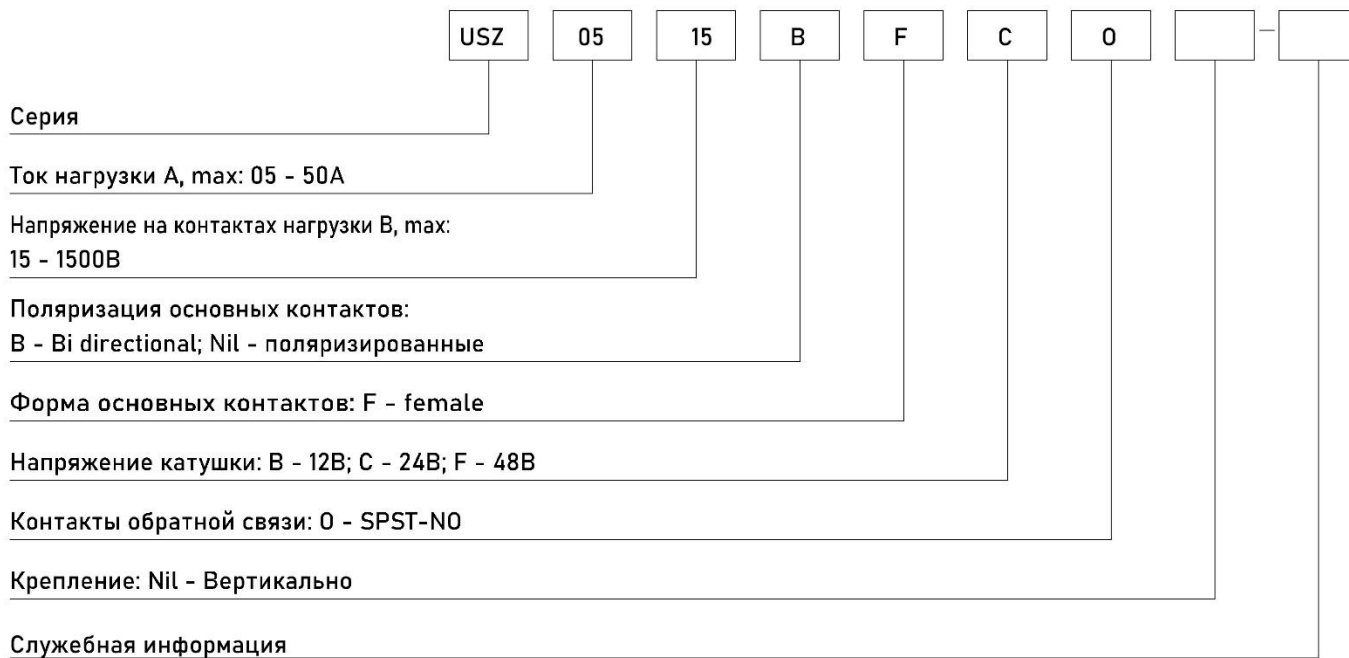 USZ 05 15 B F C O –
Серия
Ток нагрузки А, max: 05 - 50А
Напряжение на контактах нагрузки В, max:
15 - 1500В
Поляризация основных контактов:
B - Bi directional; Nil - поляризированные
Форма основных контактов: F - female
Напряжение катушки: B - 12В; C - 24В; F - 48В
Контакты обратной связи: O - SPST-NO
Крепление: Nil - Вертикально
Служебная информация